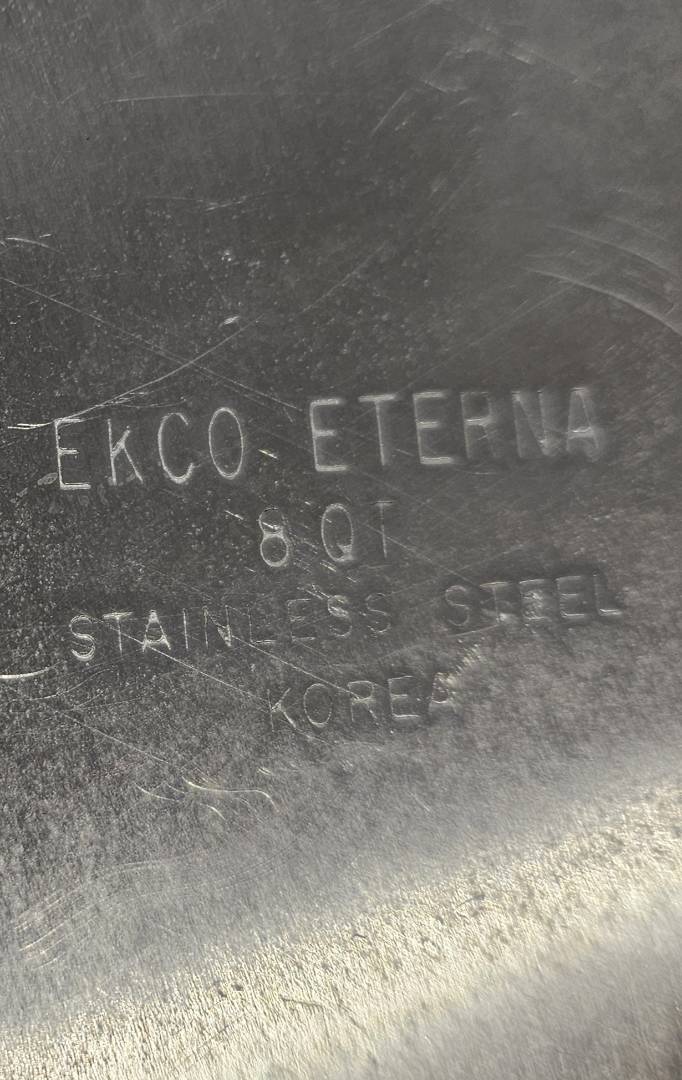 EKCO ETERNA
8 QT
STAINLESS STEEL
KOREA